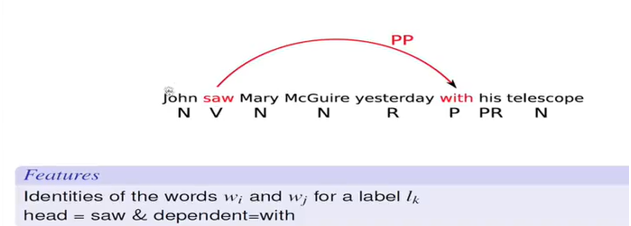 PP
John saw Mary McGuire yesterday with his telescope
N V N N R P PR N
Features
Identities of the words wᵢ and wⱼ for a label lₖ
head = saw & dependent=with